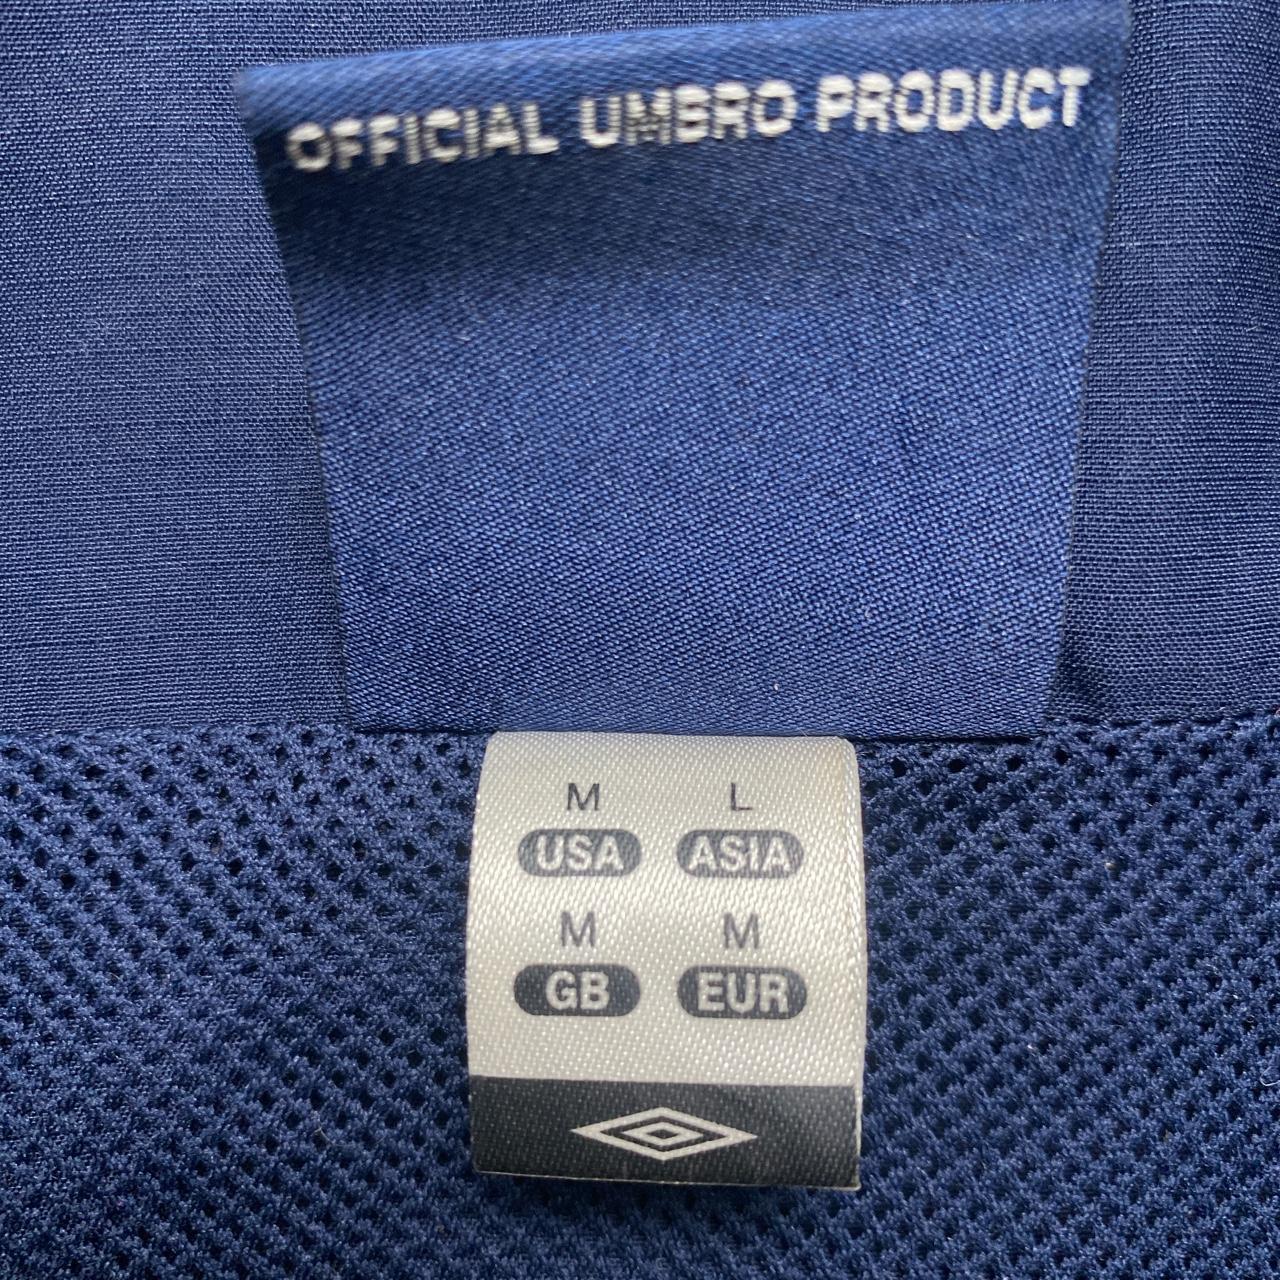 OFFICIAL UMBRO PRODUCT
M L
USA ASIA
M M
GB EUR